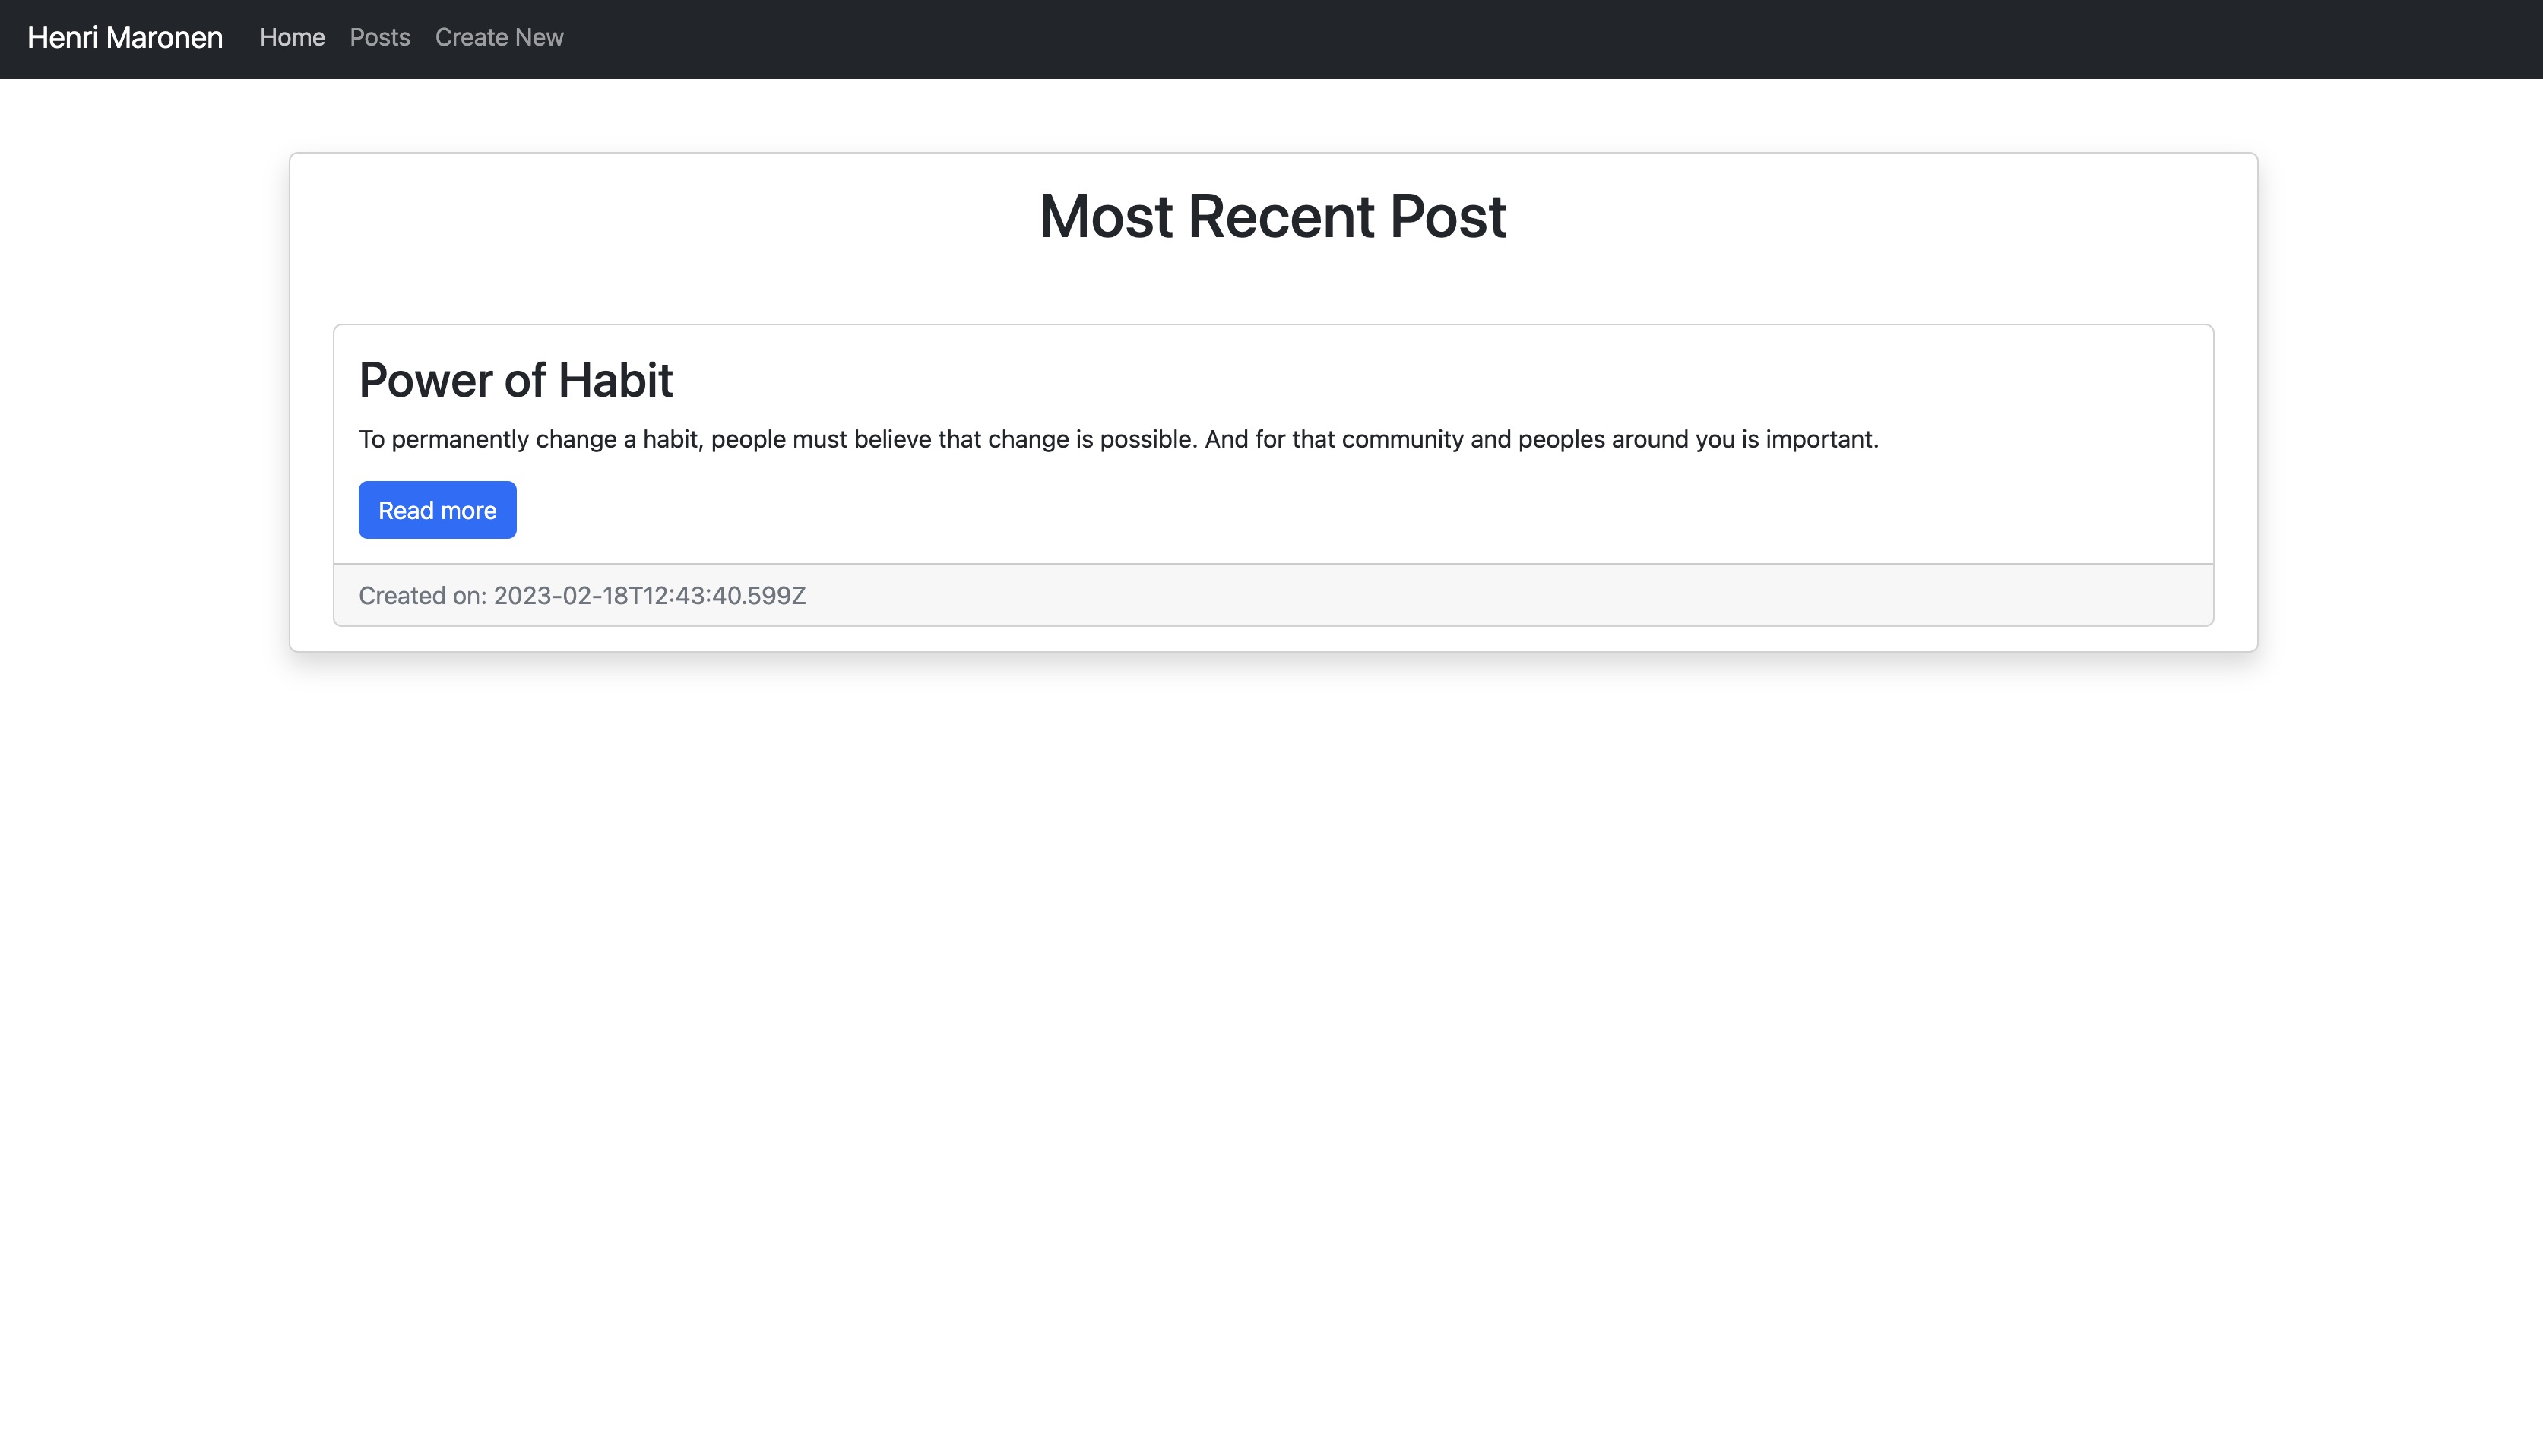 Henri Maronen Home Posts Create New
Most Recent Post
Power of Habit
To permanently change a habit, people must believe that change is possible. And for that community and peoples around you is important.
Read more
Created on: 2023-02-18T12:43:40.599Z